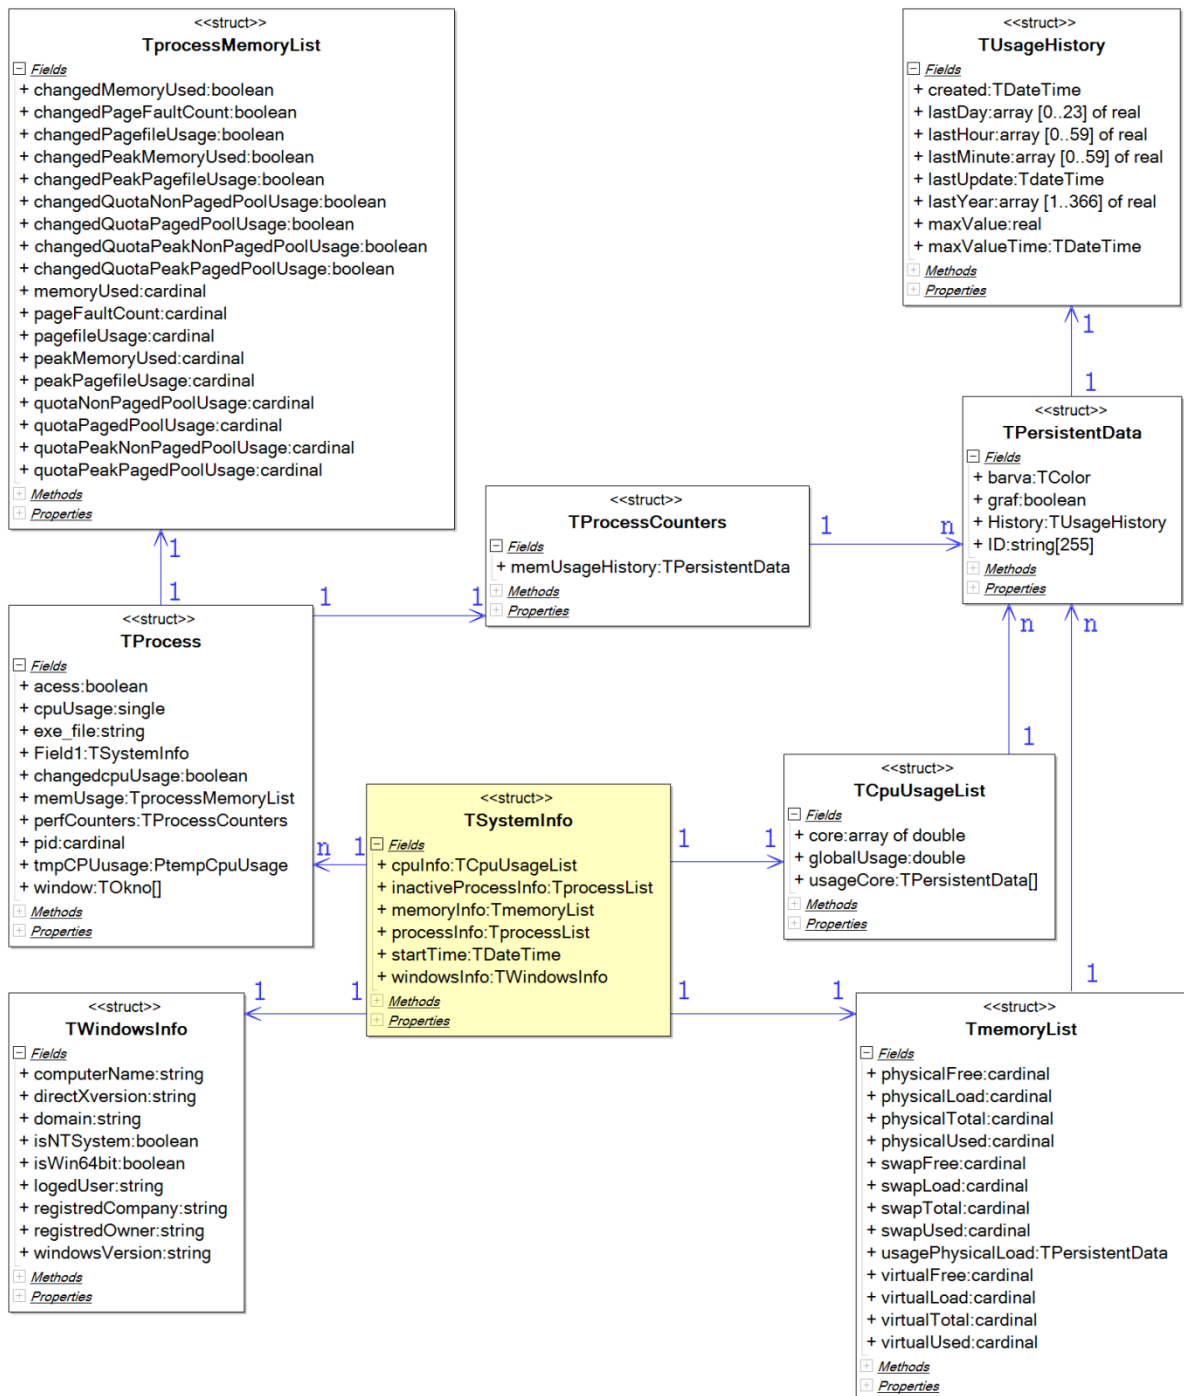 <<struct>>
TprocessMemoryList
Fields
+ changedMemoryUsed:boolean
+ changedPageFaultCount:boolean
+ changedPagefileUsage:boolean
+ changedPeakMemoryUsed:boolean
+ changedPeakPagefileUsage:boolean
+ changedQuotaNonPagedPoolUsage:boolean
+ changedQuotaPagedPoolUsage:boolean
+ changedQuotaPeakNonPagedPoolUsage:boolean
+ changedQuotaPeakPagedPoolUsage:boolean
+ memoryUsed:cardinal
+ pageFaultCount:cardinal
+ pagefileUsage:cardinal
+ peakMemoryUsed:cardinal
+ peakPagefileUsage:cardinal
+ quotaNonPagedPoolUsage:cardinal
+ quotaPagedPoolUsage:cardinal
+ quotaPeakNonPagedPoolUsage:cardinal
+ quotaPeakPagedPoolUsage:cardinal
Methods
Properties
<<struct>>
TUsageHistory
Fields
+ created:TDateTime
+ lastDay:array [0..23] of real
+ lastHour:array [0..59] of real
+ lastMinute:array [0..59] of real
+ lastUpdate:TdateTime
+ lastYear:array [1..366] of real
+ maxValue:real
+ maxValueTime:TDateTime
Methods
Properties
1
1
<<struct>>
TPersistentData
Fields
+ barva:TColor
+ graf:boolean
+ History:TUsageHistory
+ ID:string[255]
Methods
Properties
<<struct>>
TProcessCounters
Fields
+ memUsageHistory:TPersistentData
Methods
Properties
1
n
1
1
1
1
n
n
<<struct>>
TProcess
Fields
+ acess:boolean
+ cpuUsage:single
+ exe_file:string
+ Field1:TSystemInfo
+ changedcpuUsage:boolean
+ memUsage:TprocessMemoryList
+ perfCounters:TProcessCounters
+ pid:cardinal
+ tmpCPUusage:PtempCpuUsage
+ window:TOkno[]
Methods
Properties
n
1
<<struct>>
TSystemInfo
Fields
+ cpuInfo:TCpuUsageList
+ inactiveProcessInfo:TprocessList
+ memoryInfo:TmemoryList
+ processInfo:TprocessList
+ startTime:TDateTime
+ windowsInfo:TWindowsInfo
Methods
Properties
1
1
1
<<struct>>
TCpuUsageList
Fields
+ core:array of double
+ globalUsage:double
+ usageCore:TPersistentData[]
Methods
Properties
1
1
1
1
1
<<struct>>
TWindowsInfo
Fields
+ computerName:string
+ directXversion:string
+ domain:string
+ isNTSystem:boolean
+ isWin64bit:boolean
+ logedUser:string
+ registredCompany:string
+ registredOwner:string
+ windowsVersion:string
Methods
Properties
<<struct>>
TmemoryList
Fields
+ physicalFree:cardinal
+ physicalLoad:cardinal
+ physicalTotal:cardinal
+ physicalUsed:cardinal
+ swapFree:cardinal
+ swapLoad:cardinal
+ swapTotal:cardinal
+ swapUsed:cardinal
+ usagePhysicalLoad:TPersistentData
+ virtualFree:cardinal
+ virtualLoad:cardinal
+ virtualTotal:cardinal
+ virtualUsed:cardinal
Methods
Properties